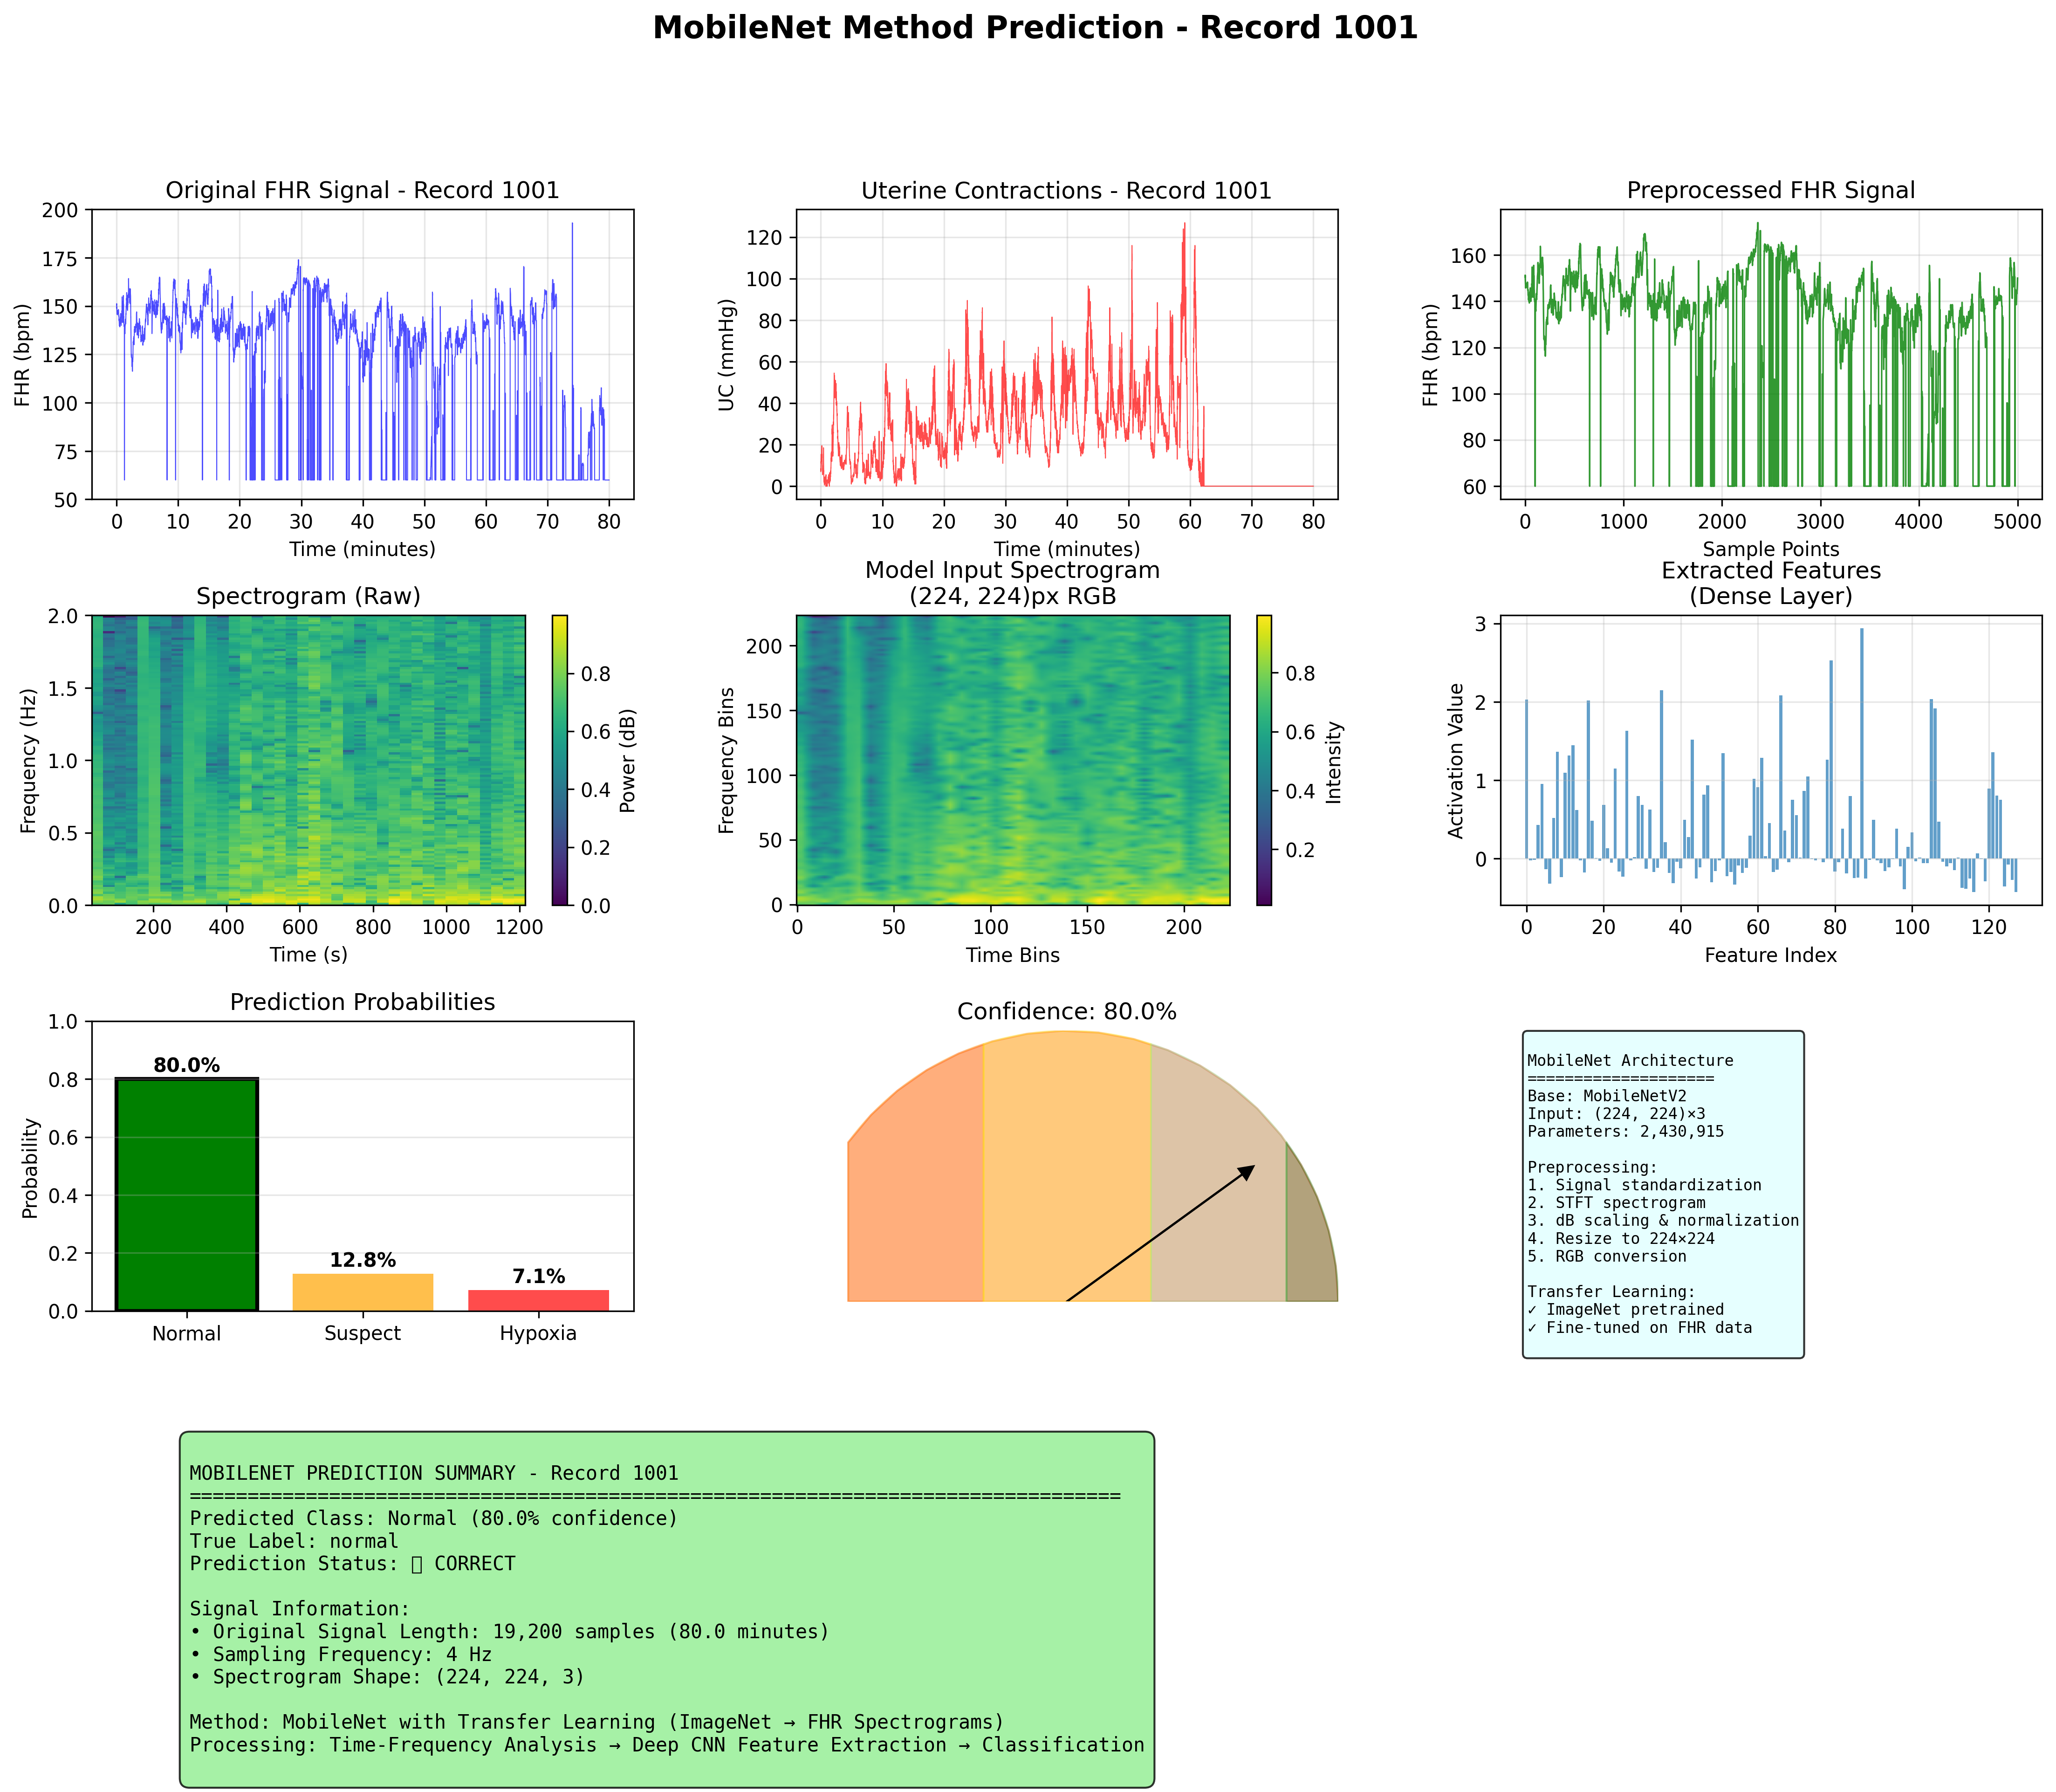 MobileNet Method Prediction - Record 1001
Original FHR Signal - Record 1001
FHR (bpm)
200
175
150
125
100
75
50
0 10 20 30 40 50 60 70 80
Time (minutes)
Uterine Contractions - Record 1001
UC (mmHg)
120
100
80
60
40
20
0
0 10 20 30 40 50 60 70 80
Time (minutes)
Preprocessed FHR Signal
FHR (bpm)
160
140
120
100
80
60
0 1000 2000 3000 4000 5000
Sample Points
Spectrogram (Raw)
Frequency (Hz)
2.0
1.5
1.0
0.5
0.0
200 400 600 800 1000 1200
Time (s)
0.8
0.6
0.4
0.2
0.0
Power (dB)
Model Input Spectrogram
(224, 224)px RGB
Frequency Bins
200
150
100
50
0
0 50 100 150 200
Time Bins
0.8
0.6
0.4
0.2
Intensity
Extracted Features
(Dense Layer)
Activation Value
3
2
1
0
0 20 40 60 80 100 120
Feature Index
Prediction Probabilities
Probability
1.0
0.8
0.6
0.4
0.2
0.0
80.0%
12.8%
7.1%
Normal Suspect Hypoxia
Confidence: 80.0%
MobileNet Architecture
====================
Base: MobileNetV2
Input: (224, 224)×3
Parameters: 2,430,915
Preprocessing:
1. Signal standardization
2. STFT spectrogram
3. dB scaling & normalization
4. Resize to 224×224
5. RGB conversion
Transfer Learning:
✓ ImageNet pretrained
✓ Fine-tuned on FHR data
MOBILENET PREDICTION SUMMARY - Record 1001
================================================================================
Predicted Class: Normal (80.0% confidence)
True Label: normal
Prediction Status: ▯ CORRECT
Signal Information:
• Original Signal Length: 19,200 samples (80.0 minutes)
• Sampling Frequency: 4 Hz
• Spectrogram Shape: (224, 224, 3)
Method: MobileNet with Transfer Learning (ImageNet → FHR Spectrograms)
Processing: Time-Frequency Analysis → Deep CNN Feature Extraction → Classification